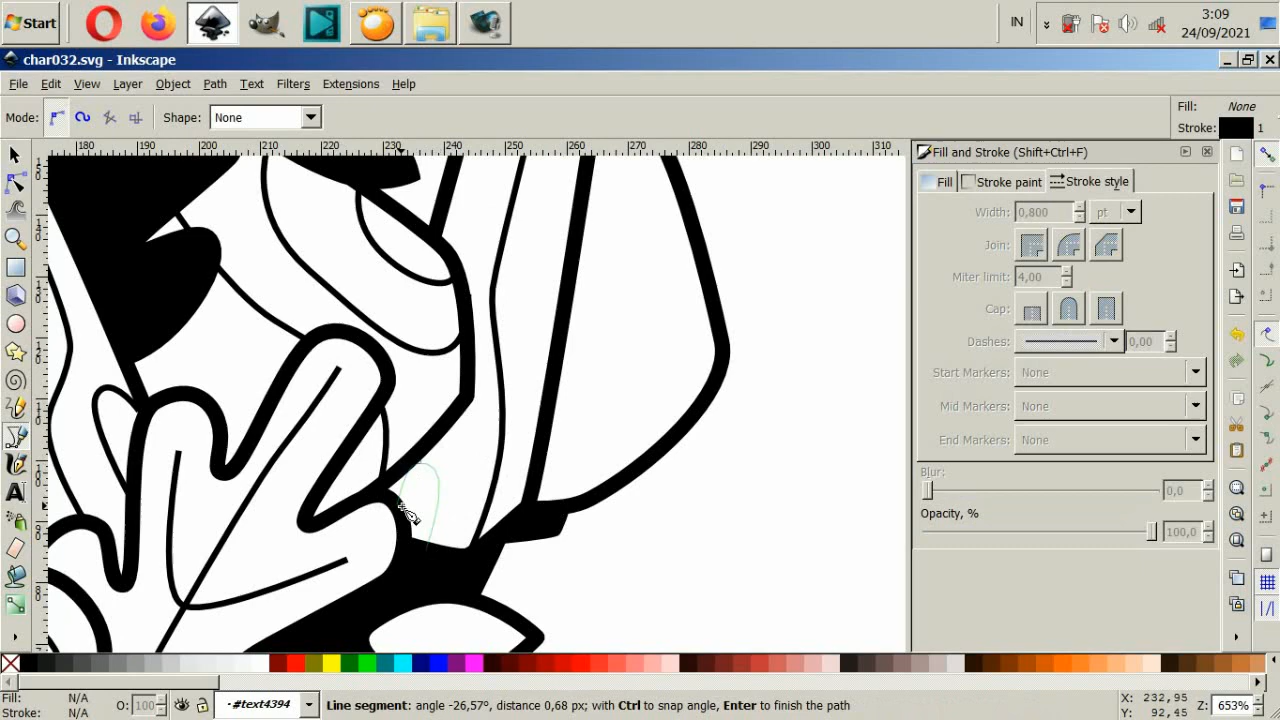 Start
IN
3:09
24/09/2021
char032.svg - Inkscape
File Edit View Layer Object Path Text Filters Extensions Help
Mode:
Shape: None
Fill: None
Stroke: 1
180 190 200 210 220 230 240 250 260 270 280 290 300 310
Fill and Stroke (Shift+Ctrl+F)
Fill Stroke paint Stroke style
Width: 0,800 pt
Join:
Miter limit: 4,00
Cap:
Dashes: 0,00
Start Markers: None
Mid Markers: None
End Markers: None
Blur:
0,0
Opacity, %
100,0
Fill: N/A
Stroke: N/A
O: 100
·#text4394
Line segment: angle -26,57°, distance 0,58 px; with Ctrl to snap angle, Enter to finish the path
X: 232,95
Y: 92,45
Z: 653%